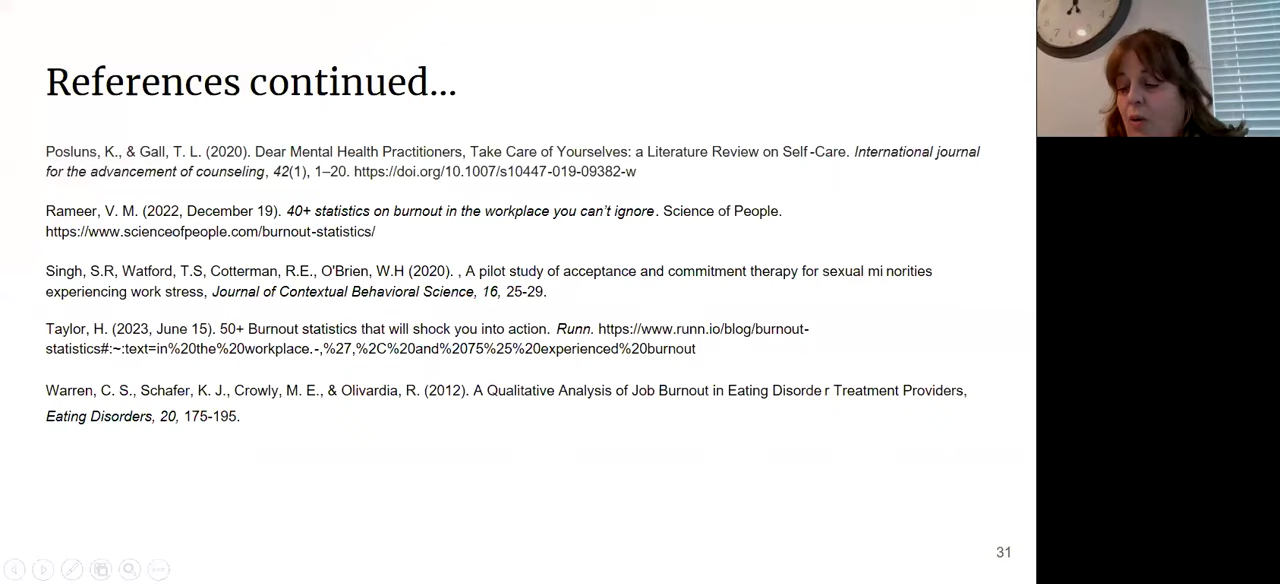 References continued...
Posluns, K., & Gall, T. L. (2020). Dear Mental Health Practitioners, Take Care of Yourselves: a Literature Review on Self-Care. International journal
for the advancement of counseling, 42(1), 1–20. https://doi.org/10.1007/s10447-019-09382-w
Rameer, V. M. (2022, December 19). 40+ statistics on burnout in the workplace you can’t ignore. Science of People.
https://www.scienceofpeople.com/burnout-statistics/
Singh, S.R, Watford, T.S, Cotterman, R.E., O'Brien, W.H (2020). , A pilot study of acceptance and commitment therapy for sexual minorities
experiencing work stress, Journal of Contextual Behavioral Science, 16, 25-29.
Taylor, H. (2023, June 15). 50+ Burnout statistics that will shock you into action. Runn. https://www.runn.io/blog/burnout-
statistics#:~:text=in%20the%20workplace.-,%27,%2C%20and%2075%25%20experienced%20burnout
Warren, C. S., Schafer, K. J., Crowly, M. E., & Olivardia, R. (2012). A Qualitative Analysis of Job Burnout in Eating Disorder Treatment Providers,
Eating Disorders, 20, 175-195.
31